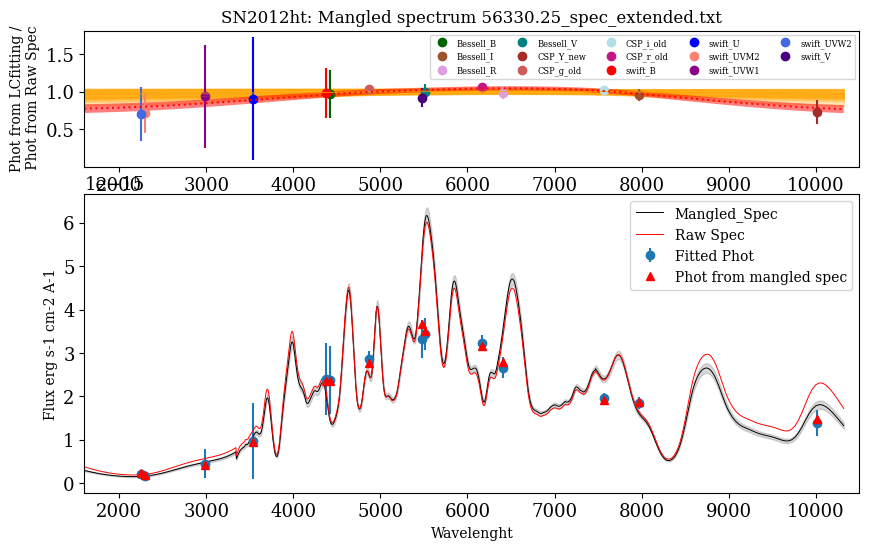 SN2012ht: Mangled spectrum 56330.25_spec_extended.txt
Phot from LCfitting /
Phot from Raw Spec
1.5
1.0
0.5
Bessell_B Bessell_V CSP_i_old swift_U swift_UVW2
Bessell_I CSP_Y_new CSP_r_old swift_UVM2 swift_V
Bessell_R CSP_g_old swift_B swift_UVW1
2000 3000 4000 5000 6000 7000 8000 9000 10000
1e−15
Flux erg s-1 cm-2 A-1
6
5
4
3
2
1
0
Mangled_Spec
Raw Spec
Fitted Phot
Phot from mangled spec
2000 3000 4000 5000 6000 7000 8000 9000 10000
Wavelenght